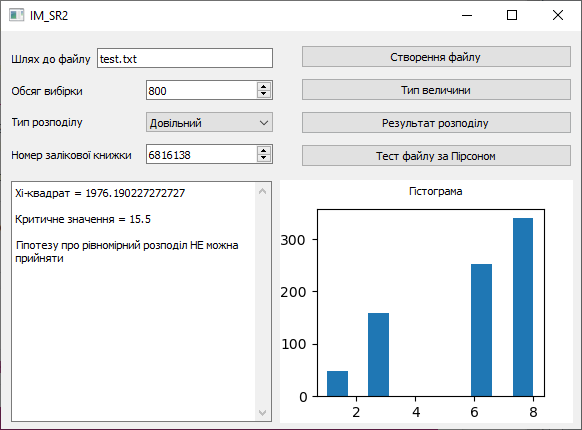 IM_SR2
Шлях до файлу test.txt
Створення файлу
Обсяг вибірки 800
Тип величини
Тип розподілу Довільний
Результат розподілу
Номер залікової книжки 6816138
Тест файлу за Пірсоном
Хі-квадрат = 1976.190227272727
Критичне значення = 15.5
Гіпотезу про рівномірний розподіл НЕ можна
прийняти
Гістограма
300
200
100
0
2 4 6 8